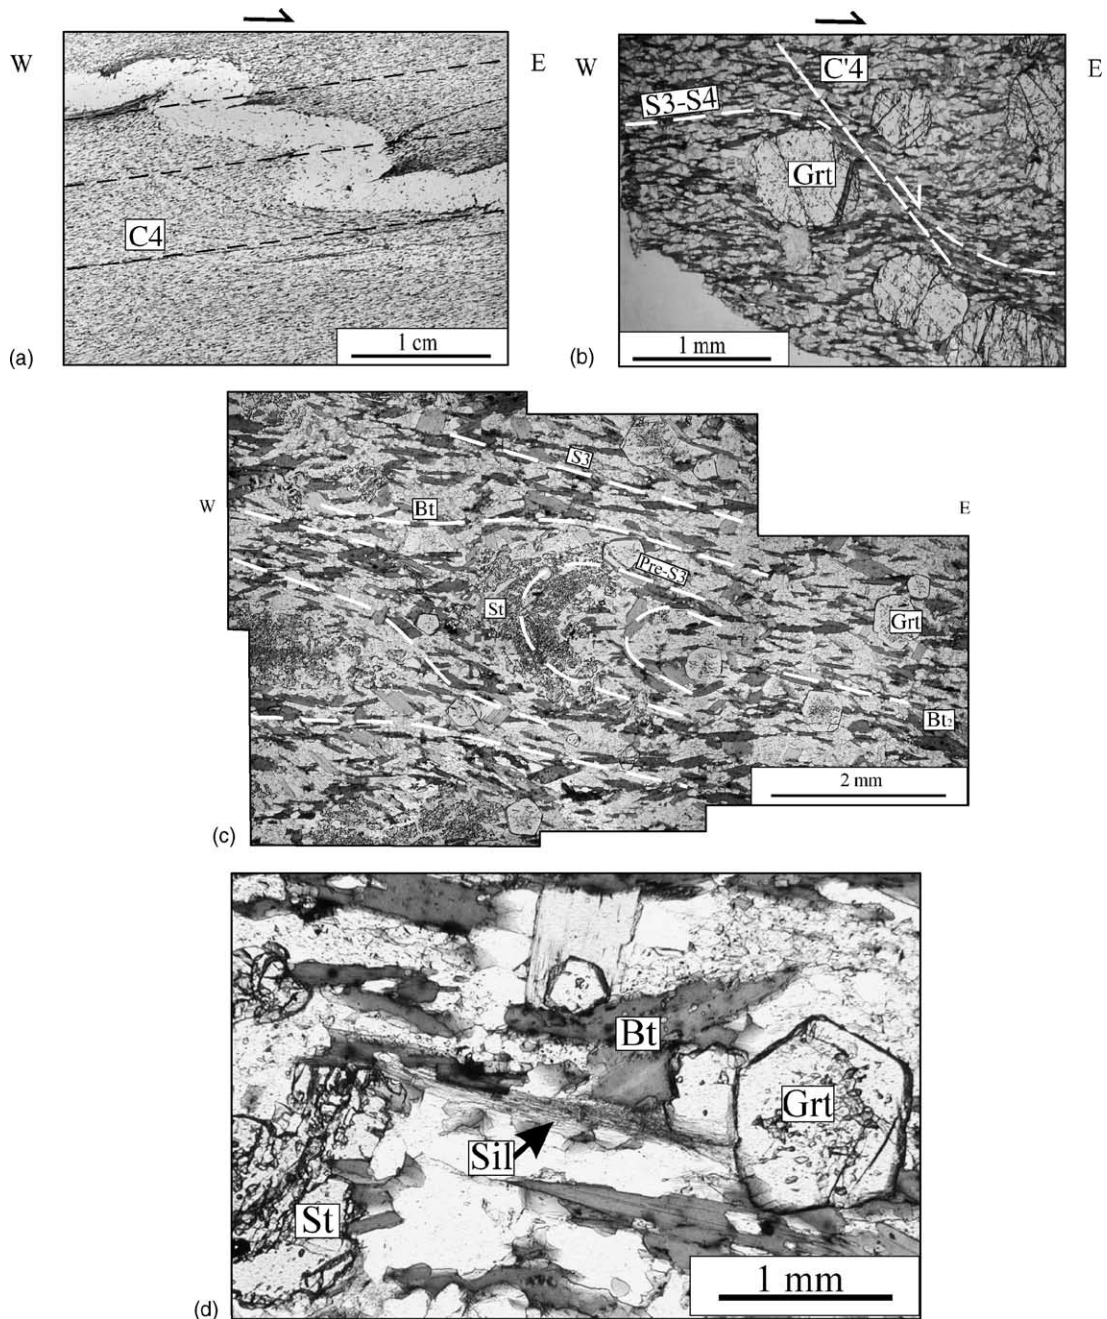 W
E
C4
1 cm
(a)
W
E
C'4
S3-S4
Grt
1 mm
(b)
W
E
S3
Bt
Pre-S3
St
Grt
Bt2
2 mm
(c)
Bt
Grt
Sil
St
1 mm
(d)